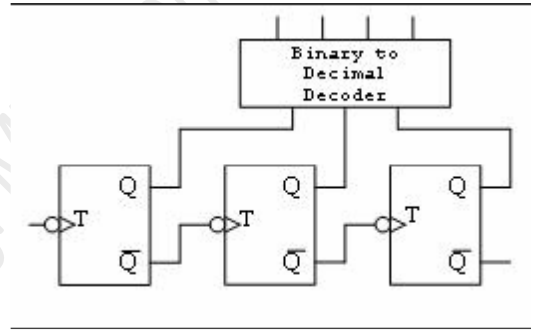 Binary to
Decimal
Decoder
Q Q Q
T T T
Q̅ Q̅ Q̅